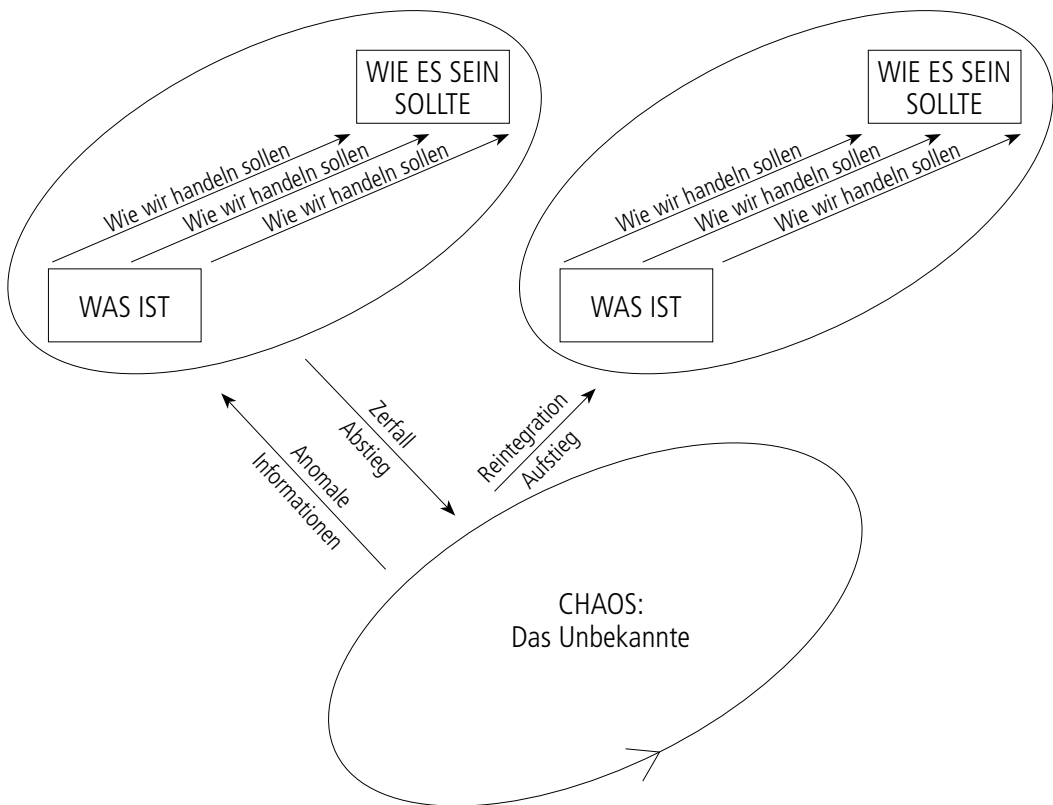 WIE ES SEIN
SOLLTE
Wie wir handeln sollen
Wie wir handeln sollen
Wie wir handeln sollen
WAS IST
WIE ES SEIN
SOLLTE
Wie wir handeln sollen
Wie wir handeln sollen
Wie wir handeln sollen
WAS IST
Zerfall
Abstieg
Anomale
Informationen
Reintegration
Aufstieg
CHAOS:
Das Unbekannte